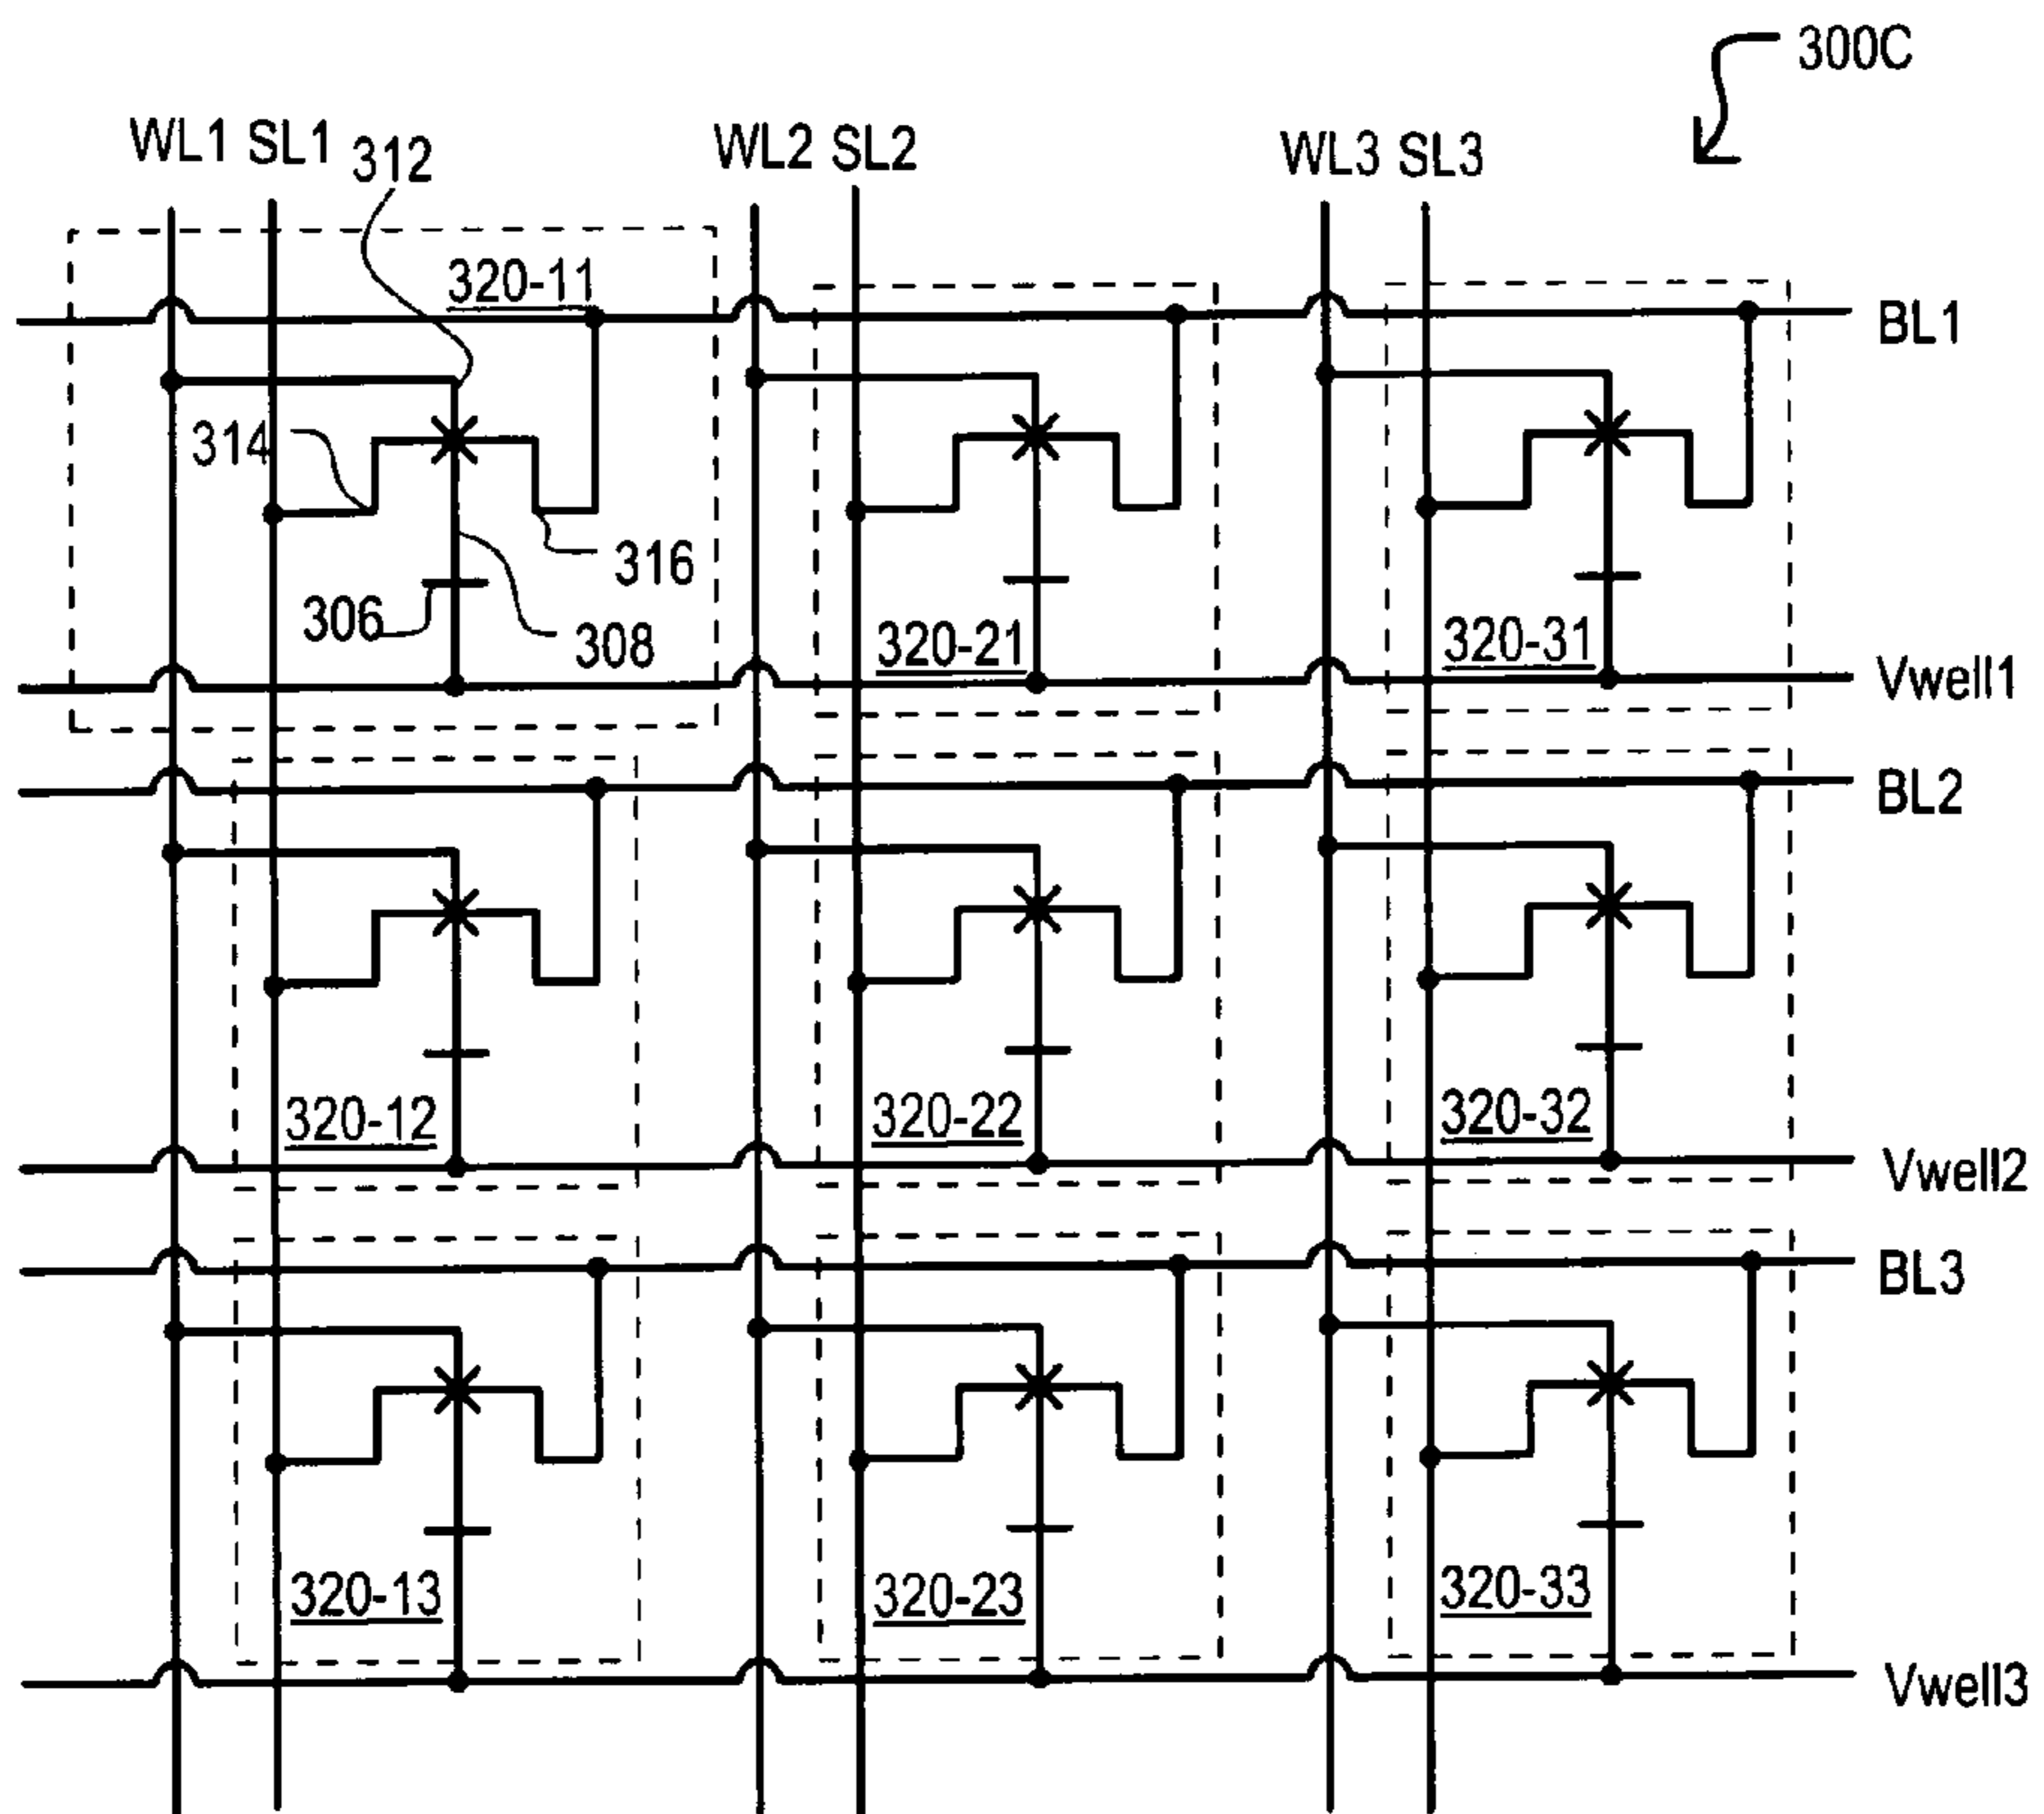 300C
WL1 SL1
312
WL2 SL2
WL3 SL3
320-11
BL1
314
316
306
308
320-21
320-31
Vwell1
BL2
320-12
320-22
320-32
Vwell2
BL3
320-13
320-23
320-33
Vwell3